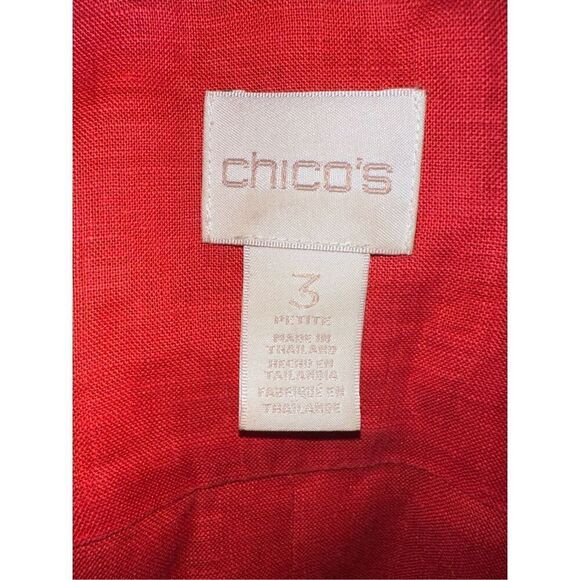 chico's
3
PETITE
MADE IN
THAILAND
HECHO EN
TAILANDIA
FABRIQUE EN
THAILANDE